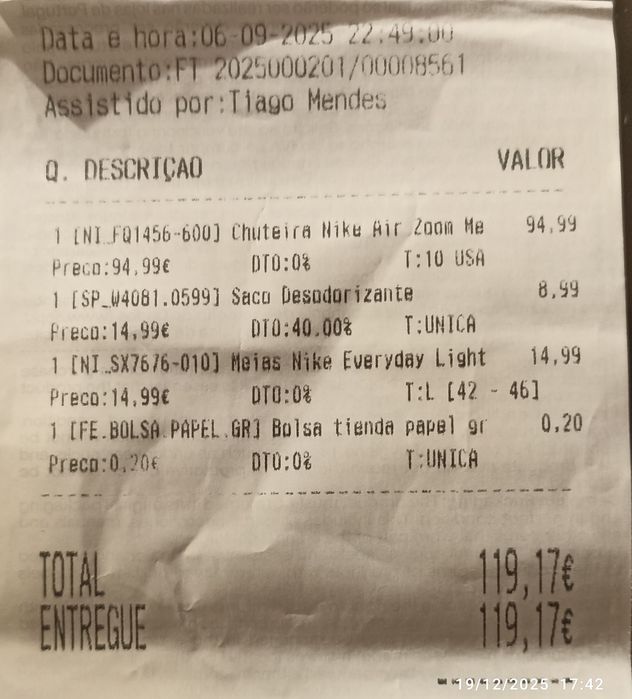 Data e hora:06-09-2025 22:49:00
Documento:FT 2025000201/00008561
Assistido por:Tiago Mendes
Q. DESCRIÇAO VALOR
1 [NI_FQ1456-600] Chuteira Nike Air Zoom Me 94,99
Preco:94,99€ DTO:0% T:10 USA
1 [SP_W4081.0599] Saco Desodorizante 8,99
Preco:14,99€ DTO:40.00% T:UNICA
1 [NI_SX7676-010] Meias Nike Everyday Light 14,99
Preco:14,99€ DTO:0% T:L [42 - 46]
1 [FE.BOLSA.PAPEL.GR] Bolsa tienda papel gr 0,20
Preco:0,20€ DTO:0% T:UNICA
TOTAL 119,17€
ENTREGUE 119,17€
19/12/2025 17:42